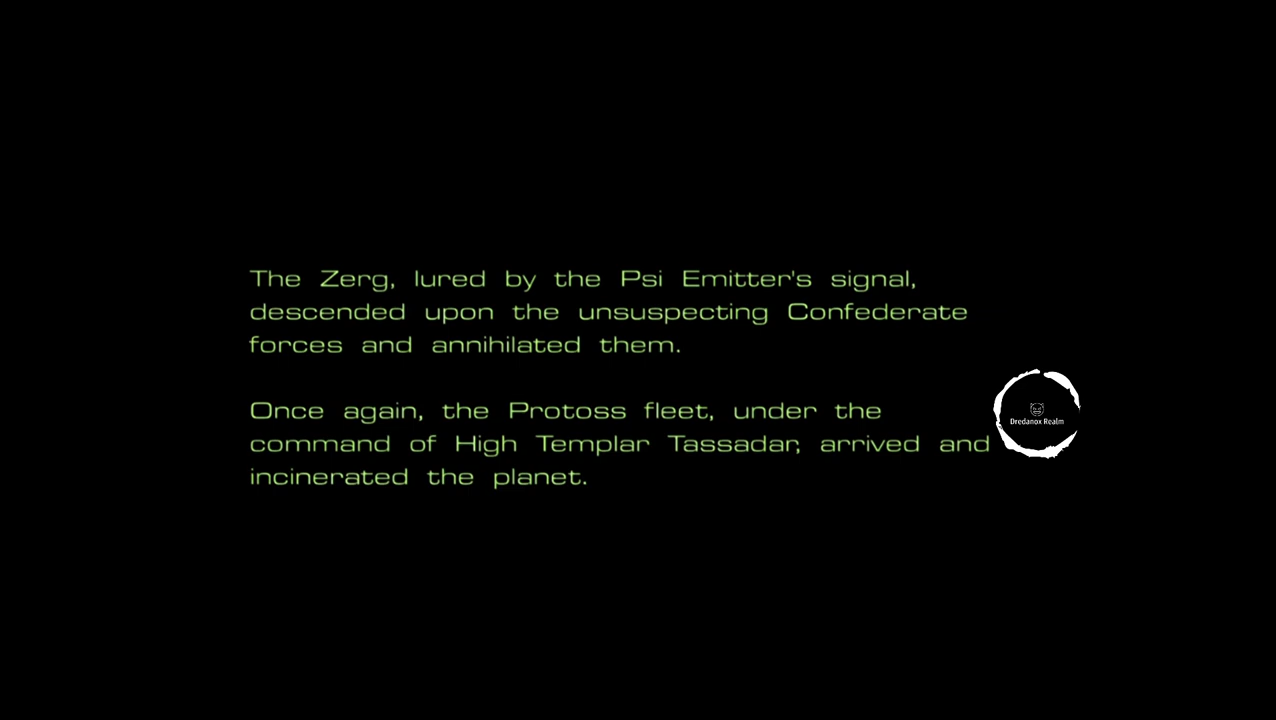 The Zerg, lured by the Psi Emitter's signal,
descended upon the unsuspecting Confederate
forces and annihilated them.
Once again, the Protoss fleet, under the
command of High Templar Tassadar, arrived and
incinerated the planet.
Dredanox Realm